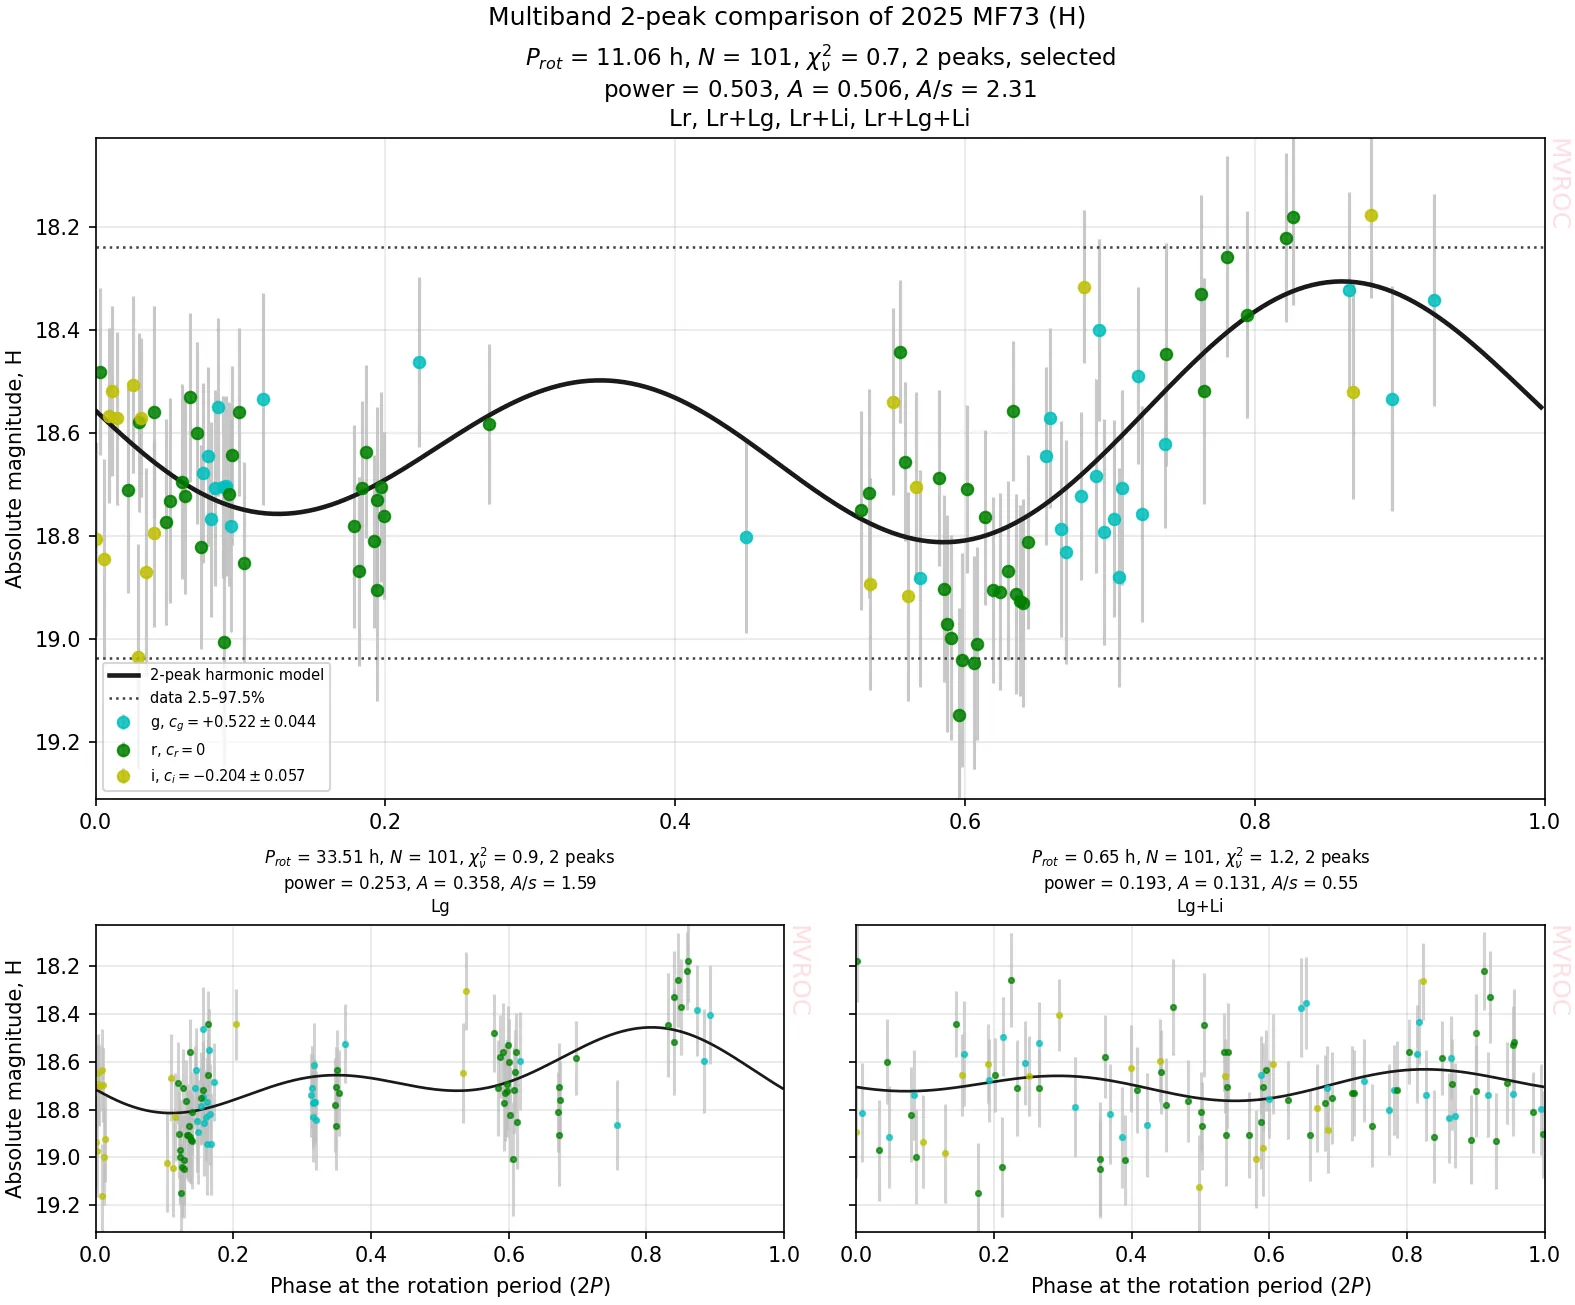 Multiband 2-peak comparison of 2025 MF73 (H)
P_rot = 11.06 h, N = 101, χ²_ν = 0.7, 2 peaks, selected
power = 0.503, A = 0.506, A/s = 2.31
Lr, Lr+Lg, Lr+Li, Lr+Lg+Li
MVROC
Absolute magnitude, H
18.2
18.4
18.6
18.8
19.0
19.2
2-peak harmonic model
data 2.5–97.5%
g, c_g = +0.522 ± 0.044
r, c_r = 0
i, c_i = −0.204 ± 0.057
0.0 0.2 0.4 0.6 0.8 1.0
P_rot = 33.51 h, N = 101, χ²_ν = 0.9, 2 peaks
power = 0.253, A = 0.358, A/s = 1.59
Lg
MVROC
Absolute magnitude, H
18.2
18.4
18.6
18.8
19.0
19.2
0.0 0.2 0.4 0.6 0.8 1.0
Phase at the rotation period (2P)
P_rot = 0.65 h, N = 101, χ²_ν = 1.2, 2 peaks
power = 0.193, A = 0.131, A/s = 0.55
Lg+Li
MVROC
0.0 0.2 0.4 0.6 0.8 1.0
Phase at the rotation period (2P)